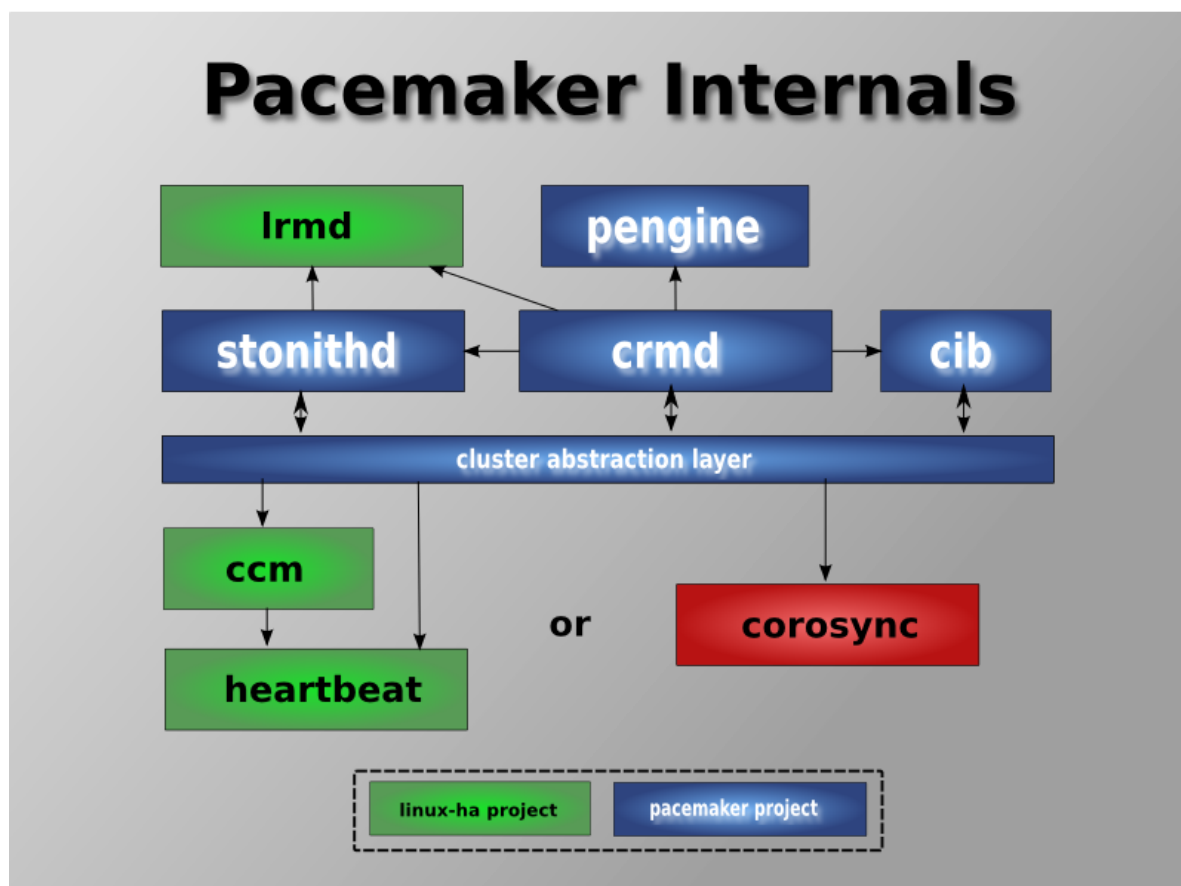 Pacemaker Internals
lrmd
pengine
stonithd
crmd
cib
cluster abstraction layer
ccm
or
corosync
heartbeat
linux-ha project
pacemaker project